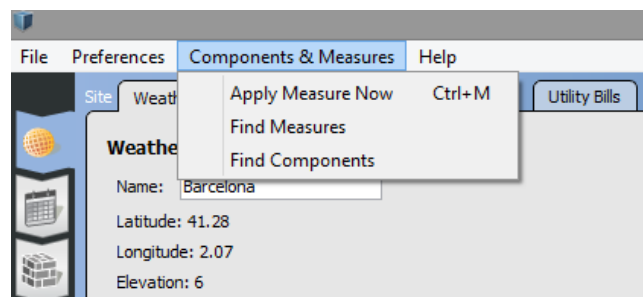 File Preferences Components & Measures Help
Apply Measure Now Ctrl+M
Find Measures
Find Components
Site
Utility Bills
Name: Barcelona
Latitude: 41.28
Longitude: 2.07
Elevation: 6